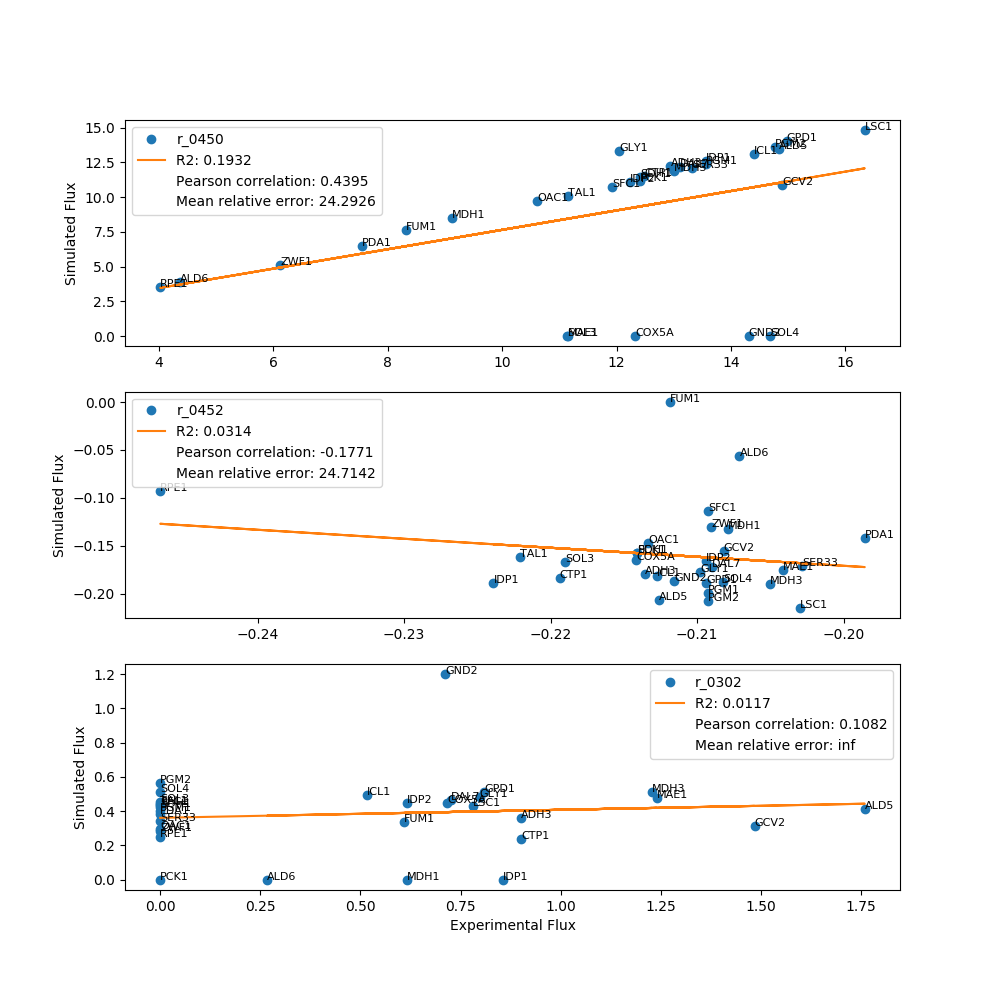 r_0450
R2: 0.1932
Pearson correlation: 0.4395
Mean relative error: 24.2926
Simulated Flux
15.0
12.5
10.0
7.5
5.0
2.5
0.0
4
6
8
10
12
14
16
LSC1
GPD1
ALD5
ICL1
GLY1
GCV2
SFC1
TAL1
OAC1
MDH1
FUM1
PDA1
ZWF1
ALD6
RPE1
COX5A
GND2
SOL4
r_0452
R2: 0.0314
Pearson correlation: -0.1771
Mean relative error: 24.7142
Simulated Flux
0.00
−0.05
−0.10
−0.15
−0.20
−0.24
−0.23
−0.22
−0.21
−0.20
FUM1
ALD6
RPE1
SFC1
ZWF1
MDH1
PDA1
OAC1
COX5A
GCV2
TAL1
SOL3
IDP2
DAL7
SER33
MAE1
GLY1
CTP1
IDP1
ADH3
ICL1
GND2
GPD1
SOL4
MDH3
PGM1
ALD5
PGM2
LSC1
r_0302
R2: 0.0117
Pearson correlation: 0.1082
Mean relative error: inf
Simulated Flux
1.2
1.0
0.8
0.6
0.4
0.2
0.0
0.00
0.25
0.50
0.75
1.00
1.25
1.50
1.75
Experimental Flux
GND2
PGM2
SOL4
SOL3
PGM1
SER33
RPE1
PCK1
ICL1
IDP2
FUM1
GPD1
GLY1
DAL7
COX5A
LSC1
ADH3
CTP1
MDH3
MAE1
ALD5
GCV2
ALD6
MDH1
IDP1